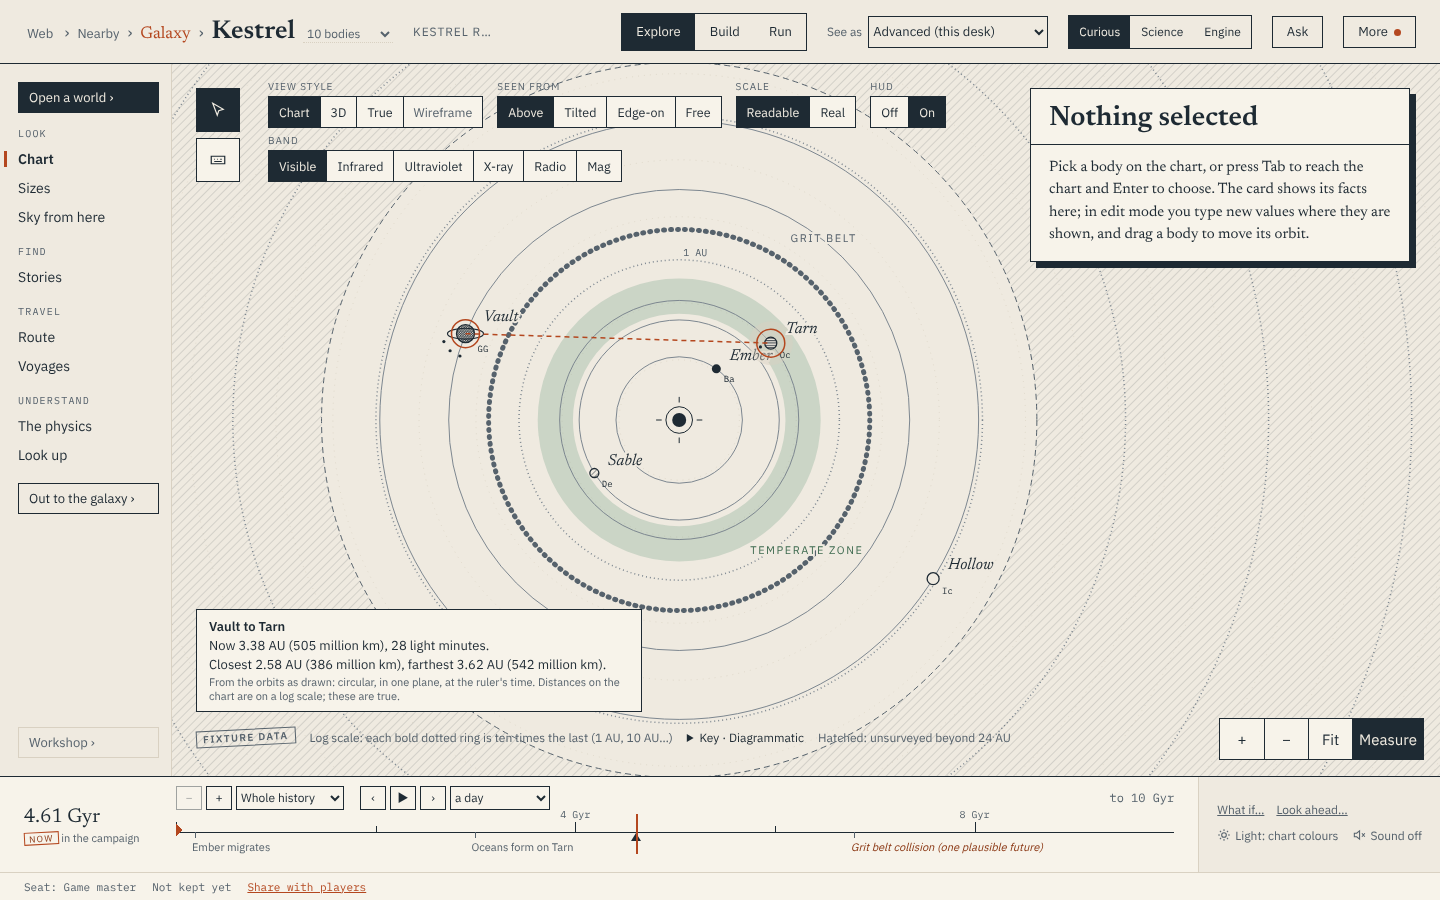 Web › Nearby › Galaxy › Kestrel 10 bodies KESTREL R…
Explore Build Run
See as Advanced (this desk)
Curious Science Engine
Ask
More
Open a world ›
LOOK
Chart
Sizes
Sky from here
FIND
Stories
TRAVEL
Route
Voyages
UNDERSTAND
The physics
Look up
Out to the galaxy ›
Workshop ›
VIEW STYLE
Chart 3D True Wireframe
SEEN FROM
Above Tilted Edge-on Free
SCALE
Readable Real
HUD
Off On
BAND
Visible Infrared Ultraviolet X-ray Radio Mag
Nothing selected
Pick a body on the chart, or press Tab to reach the
chart and Enter to choose. The card shows its facts
here; in edit mode you type new values where they are
shown, and drag a body to move its orbit.
GRIT BELT
1 AU
Vault
GG
Tarn
Oc
Ember
Ba
Sable
De
TEMPERATE ZONE
Hollow
Ic
Vault to Tarn
Now 3.38 AU (505 million km), 28 light minutes.
Closest 2.58 AU (386 million km), farthest 3.62 AU (542 million km).
From the orbits as drawn: circular, in one plane, at the ruler's time. Distances on the
chart are on a log scale; these are true.
FIXTURE DATA
Log scale: each bold dotted ring is ten times the last (1 AU, 10 AU…)
Key · Diagrammatic
Hatched: unsurveyed beyond 24 AU
+ − Fit Measure
4.61 Gyr
NOW in the campaign
− + Whole history ‹ › a day
to 10 Gyr
4 Gyr 8 Gyr
Ember migrates
Oceans form on Tarn
Grit belt collision (one plausible future)
What if… Look ahead…
Light: chart colours Sound off
Seat: Game master Not kept yet Share with players